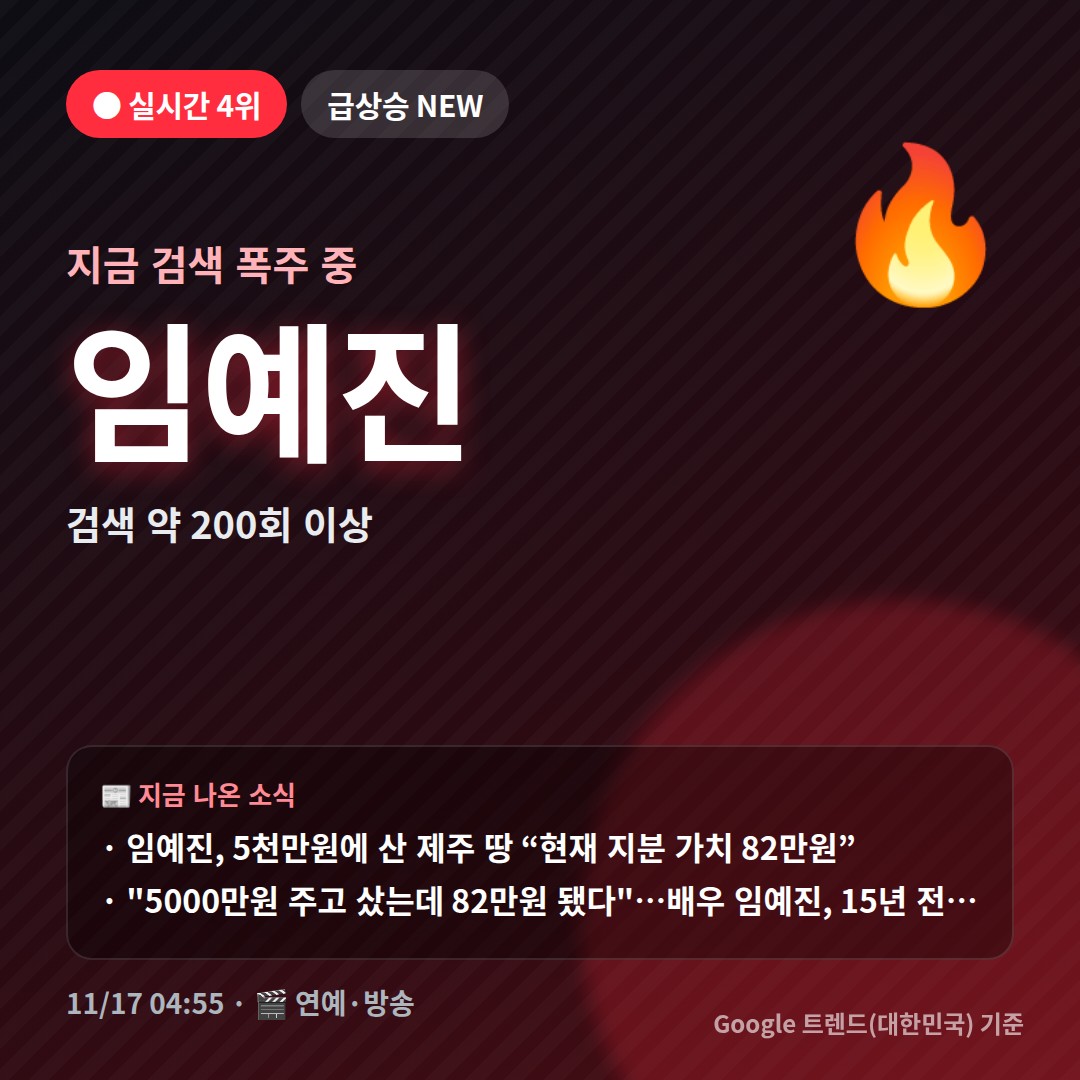 실시간 4위
급상승 NEW
지금 검색 폭주 중
임예진
검색 약 200회 이상
지금 나온 소식
· 임예진, 5천만원에 산 제주 땅 “현재 지분 가치 82만원”
· "5000만원 주고 샀는데 82만원 됐다"…배우 임예진, 15년 전…
11/17 04:55 · 🎬 연예·방송
Google 트렌드(대한민국) 기준